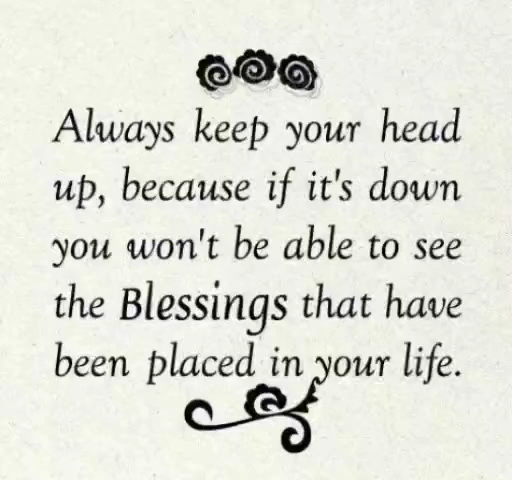 Always keep your head
up, because if it's down
you won't be able to see
the Blessings that have
been placed in your life.